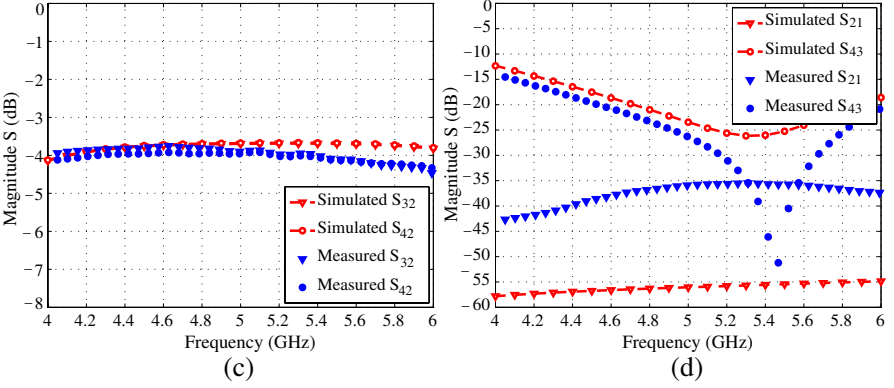 0
−1
−2
−3
−4
−5
−6
−7
−8
Magnitude S (dB)
4 4.2 4.4 4.6 4.8 5 5.2 5.4 5.6 5.8 6
Frequency (GHz)
Simulated S32
Simulated S42
Measured S32
Measured S42
(c)
0
−5
−10
−15
−20
−25
−30
−35
−40
−45
−50
−55
−60
Magnitude S (dB)
4 4.2 4.4 4.6 4.8 5 5.2 5.4 5.6 5.8 6
Frequency (GHz)
Simulated S21
Simulated S43
Measured S21
Measured S43
(d)